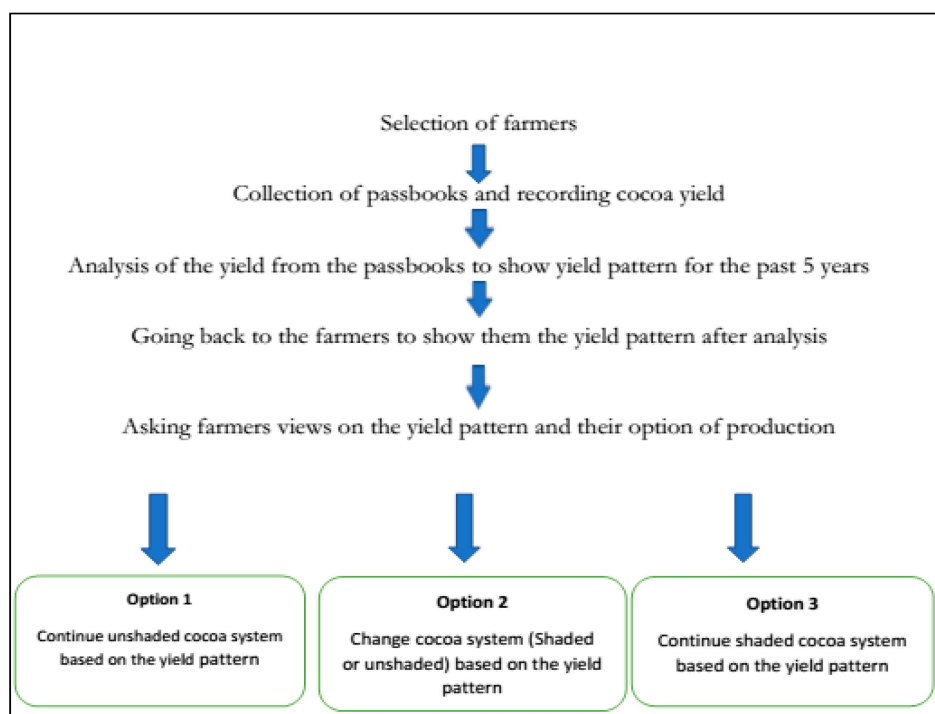 Selection of farmers
Collection of passbooks and recording cocoa yield
Analysis of the yield from the passbooks to show yield pattern for the past 5 years
Going back to the farmers to show them the yield pattern after analysis
Asking farmers views on the yield pattern and their option of production
Option 1
Continue unshaded cocoa system
based on the yield pattern
Option 2
Change cocoa system (Shaded
or unshaded) based on the yield
pattern
Option 3
Continue shaded cocoa system
based on the yield pattern